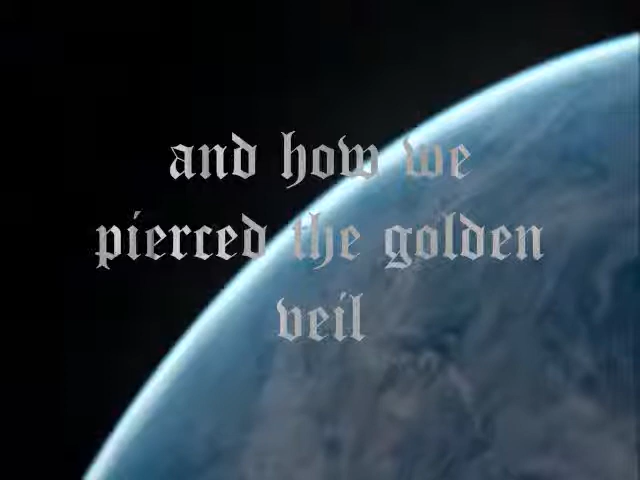 and how we
pierced the golden
veil